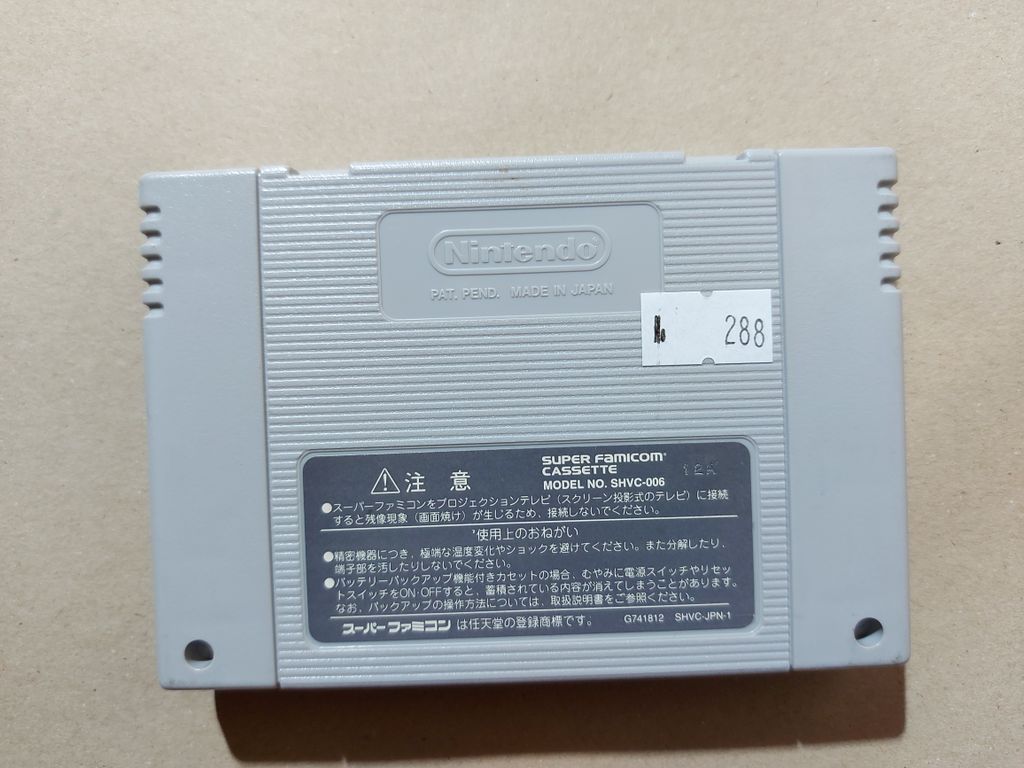 Nintendo
PAT. PEND. MADE IN JAPAN
288
SUPER FAMICOM
CASSETTE
MODEL NO. SHVC-006
注意
●スーパーファミコンをプロジェクションテレビ(スクリーン投影式のテレビ)に接続
すると残像現象(画面焼け)が生じるため、接続しないでください。
使用上のおねがい
●精密機器につき、極端な温度変化やショックを避けてください。また分解したり、
端子部を汚したりしないでください。
●バッテリーバックアップ機能付きカセットの場合、むやみに電源スイッチやリセッ
トスイッチをON・OFFすると、蓄積されている内容が消えてしまうことがあります。
なお、バックアップの操作方法については、取扱説明書をご参照ください。
スーパーファミコン は任天堂の登録商標です。 G741812 SHVC-JPN-1